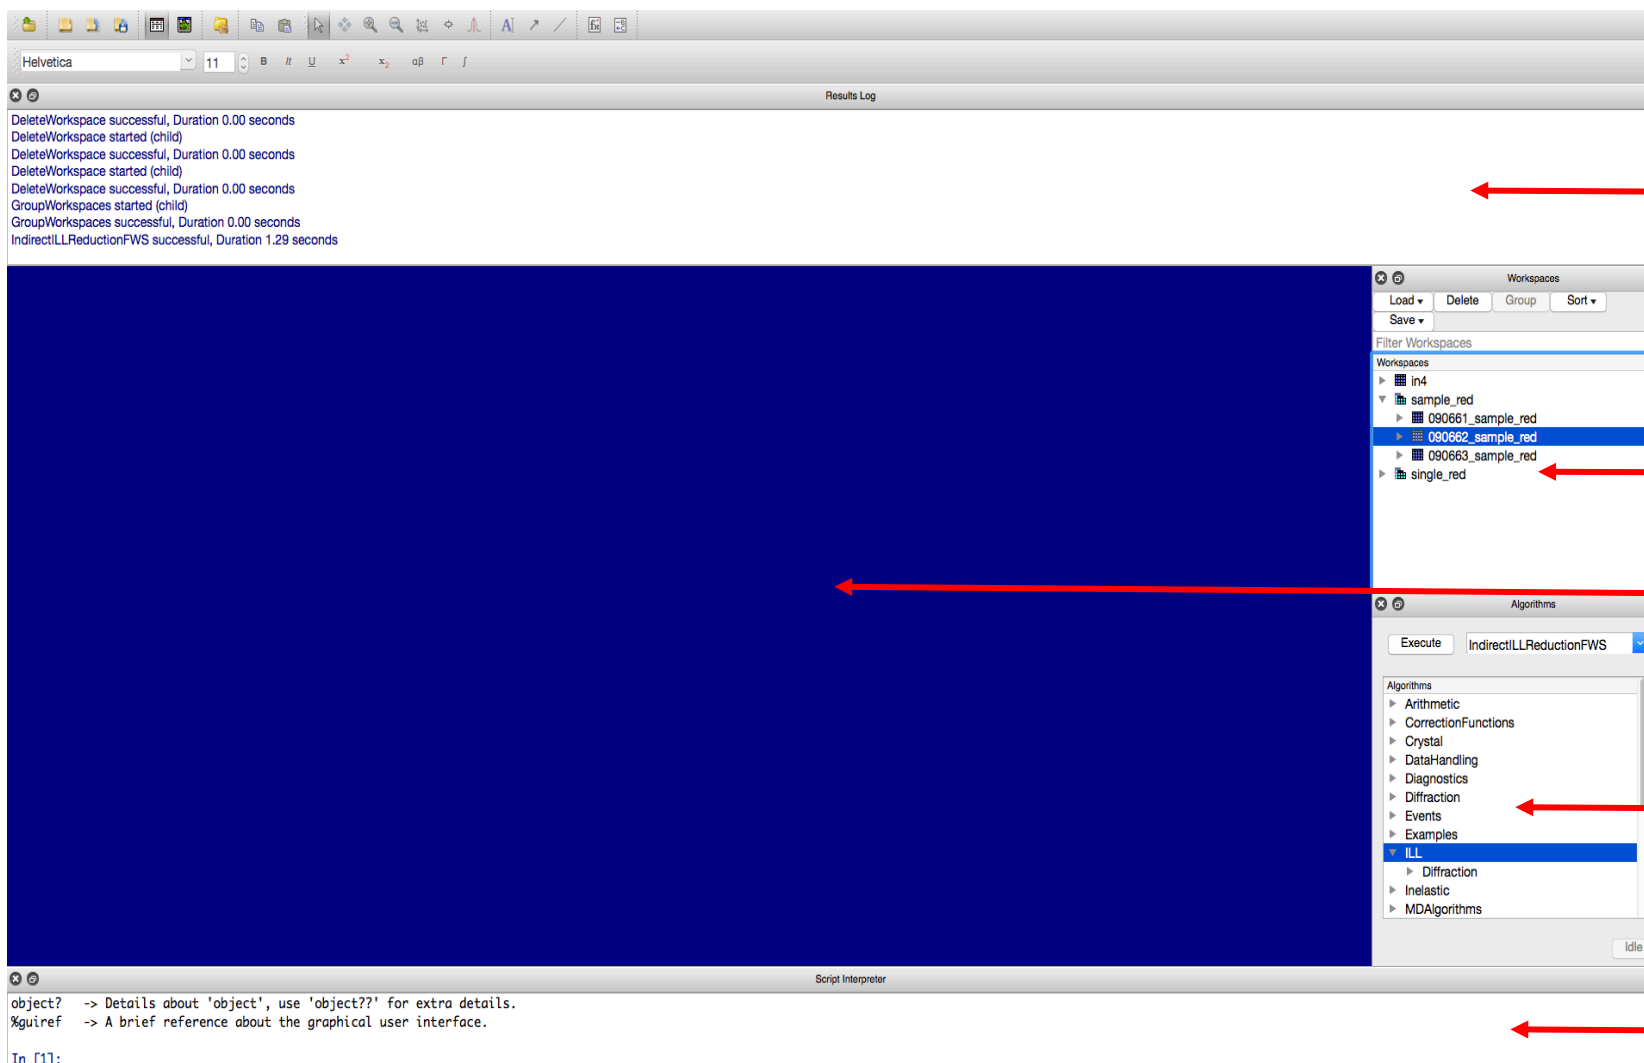 A
fx
Helvetica 11 B It U x2 x2 αβ Γ ∫
Results Log
DeleteWorkspace successful, Duration 0.00 seconds
DeleteWorkspace started (child)
DeleteWorkspace successful, Duration 0.00 seconds
DeleteWorkspace started (child)
DeleteWorkspace successful, Duration 0.00 seconds
GroupWorkspaces started (child)
GroupWorkspaces successful, Duration 0.00 seconds
IndirectILLReductionFWS successful, Duration 1.29 seconds
Workspaces
Load Delete Group Sort
Save
Filter Workspaces
Workspaces
in4
sample_red
090661_sample_red
090662_sample_red
090663_sample_red
single_red
Algorithms
Execute IndirectILLReductionFWS
Algorithms
Arithmetic
CorrectionFunctions
Crystal
DataHandling
Diagnostics
Diffraction
Events
Examples
ILL
Diffraction
Inelastic
MDAlgorithms
Idle
Script Interpreter
object? -> Details about 'object', use 'object??' for extra details.
%guiref -> A brief reference about the graphical user interface.
In [1]: